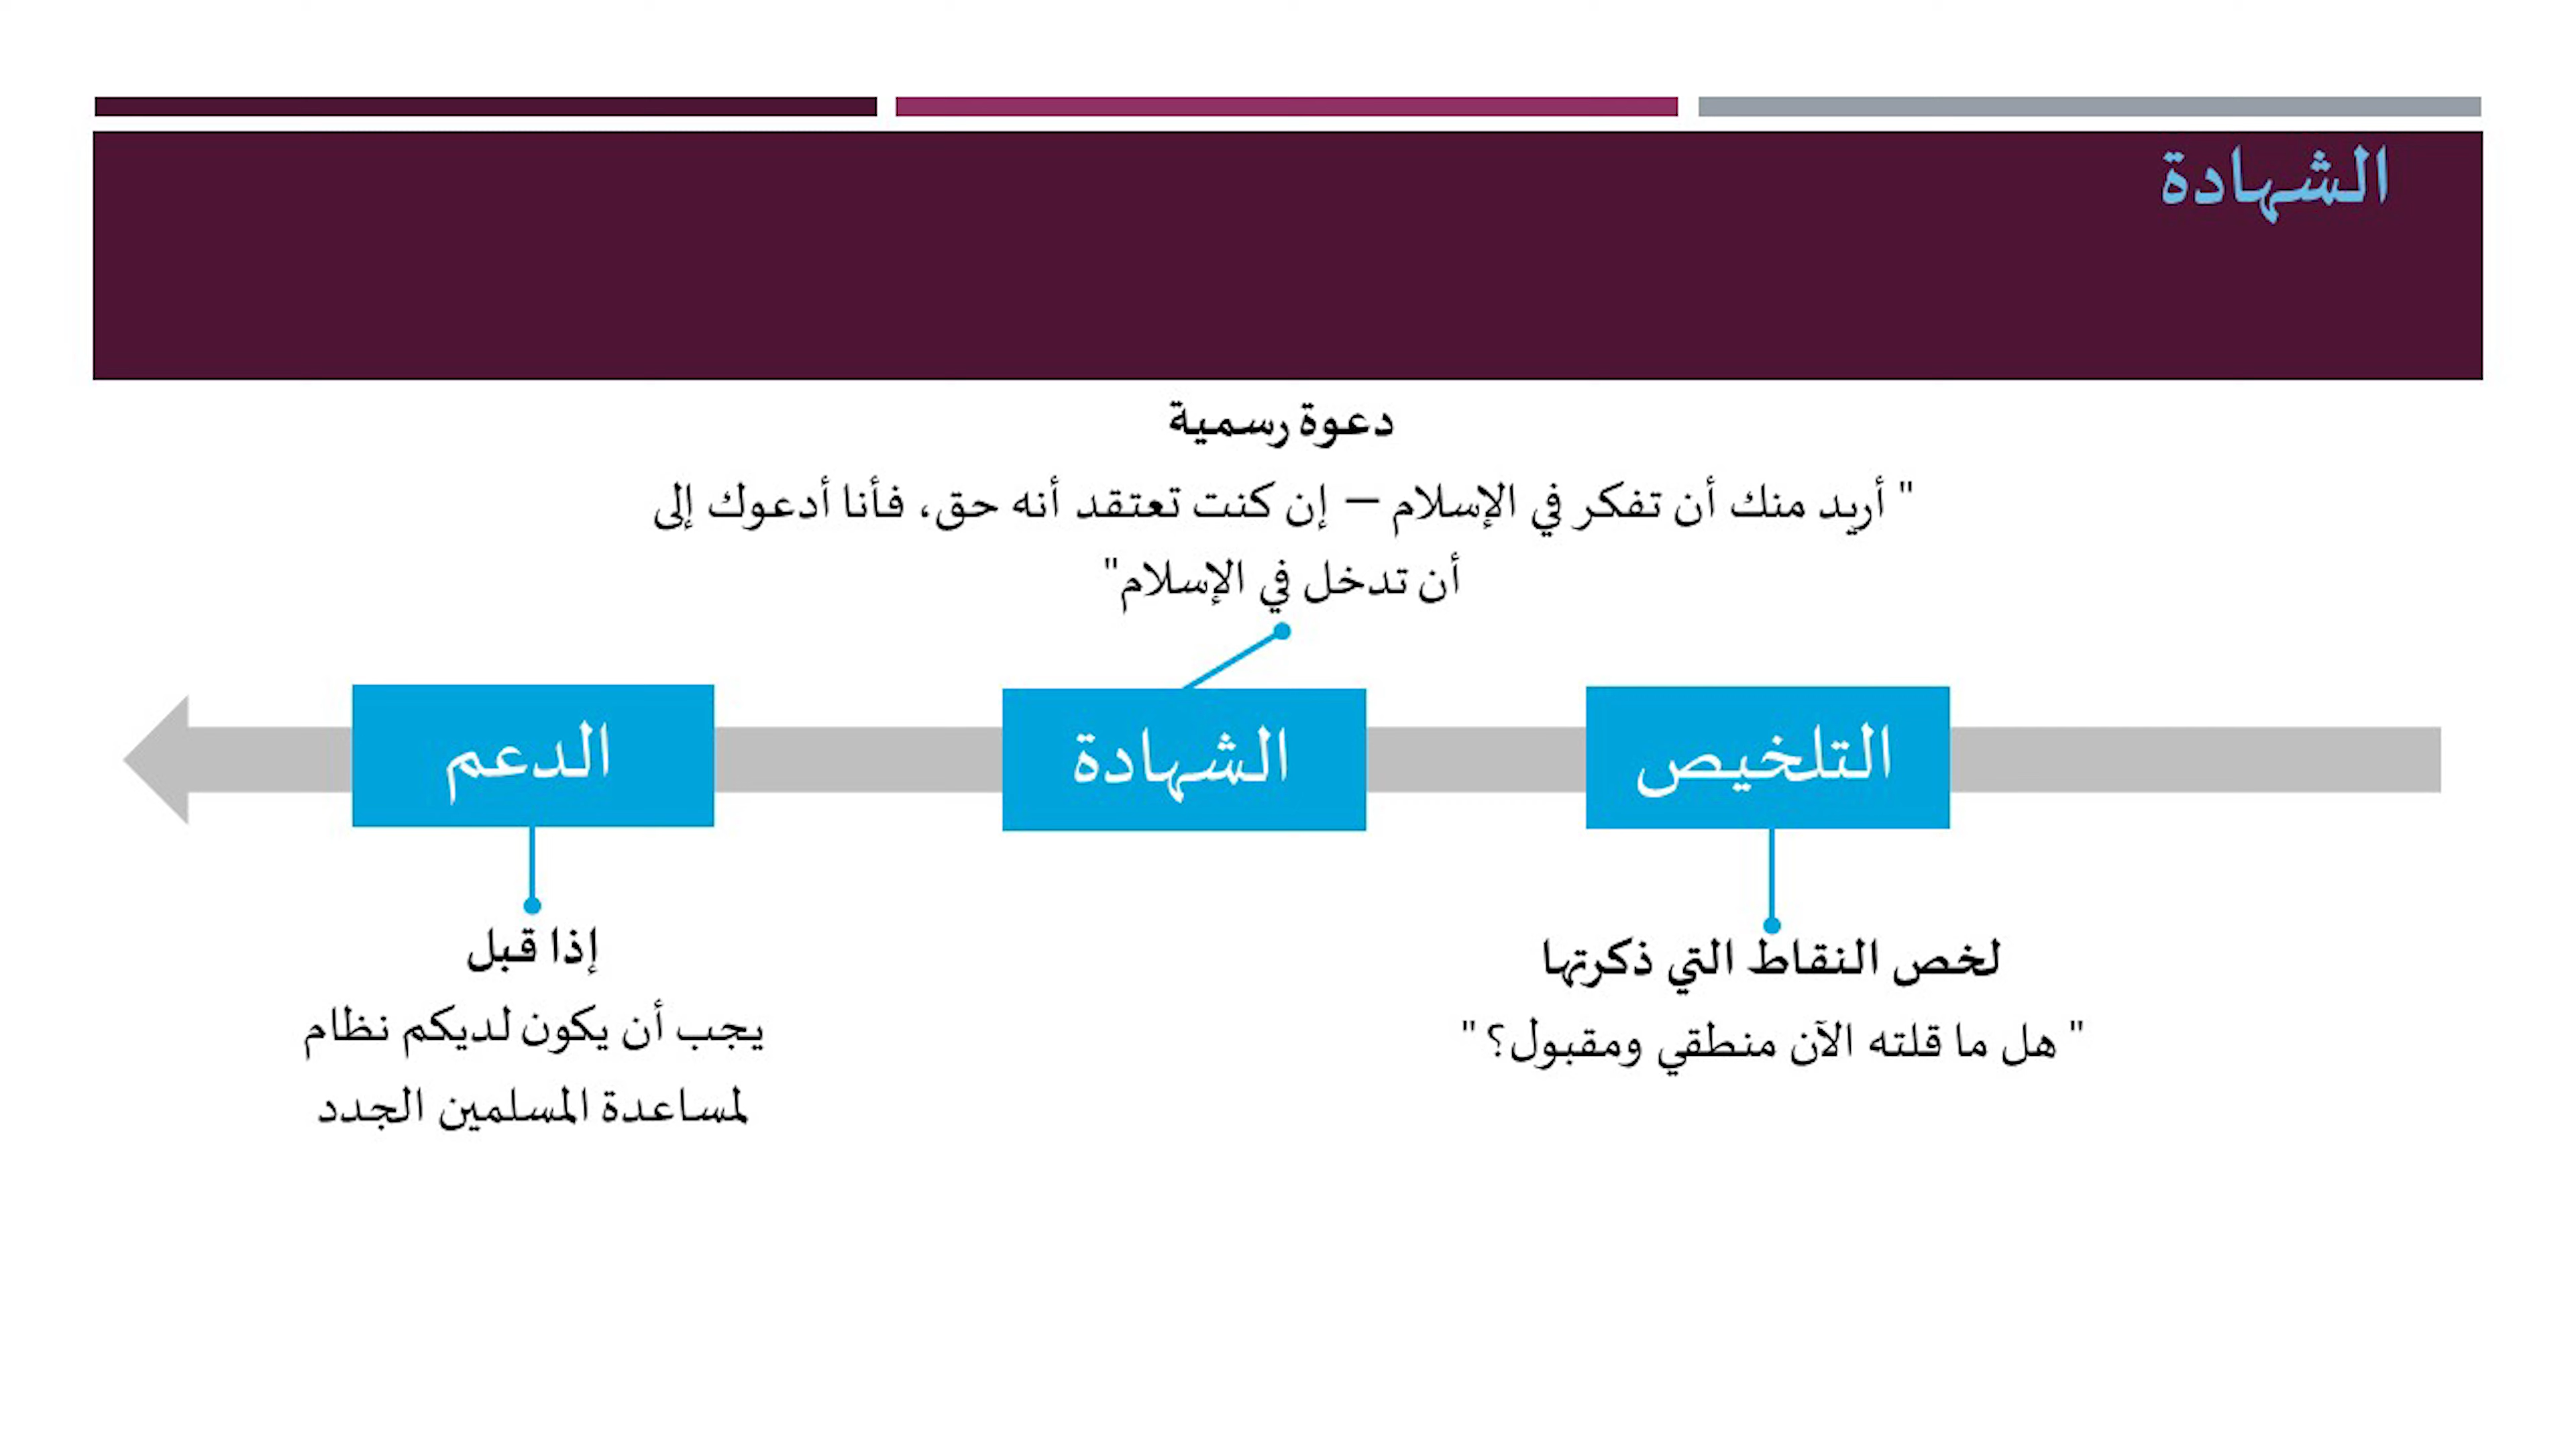 الشهادة
دعوة رسمية
" أريد منك أن تفكر في الإسلام – إن كنت تعتقد أنه حق، فأنا أدعوك إلى
أن تدخل في الإسلام"
التلخيص
الشهادة
الدعم
لخص النقاط التي ذكرتها
" هل ما قلته الآن منطقي ومقبول؟ "
إذا قبل
يجب أن يكون لديكم نظام
لمساعدة المسلمين الجدد